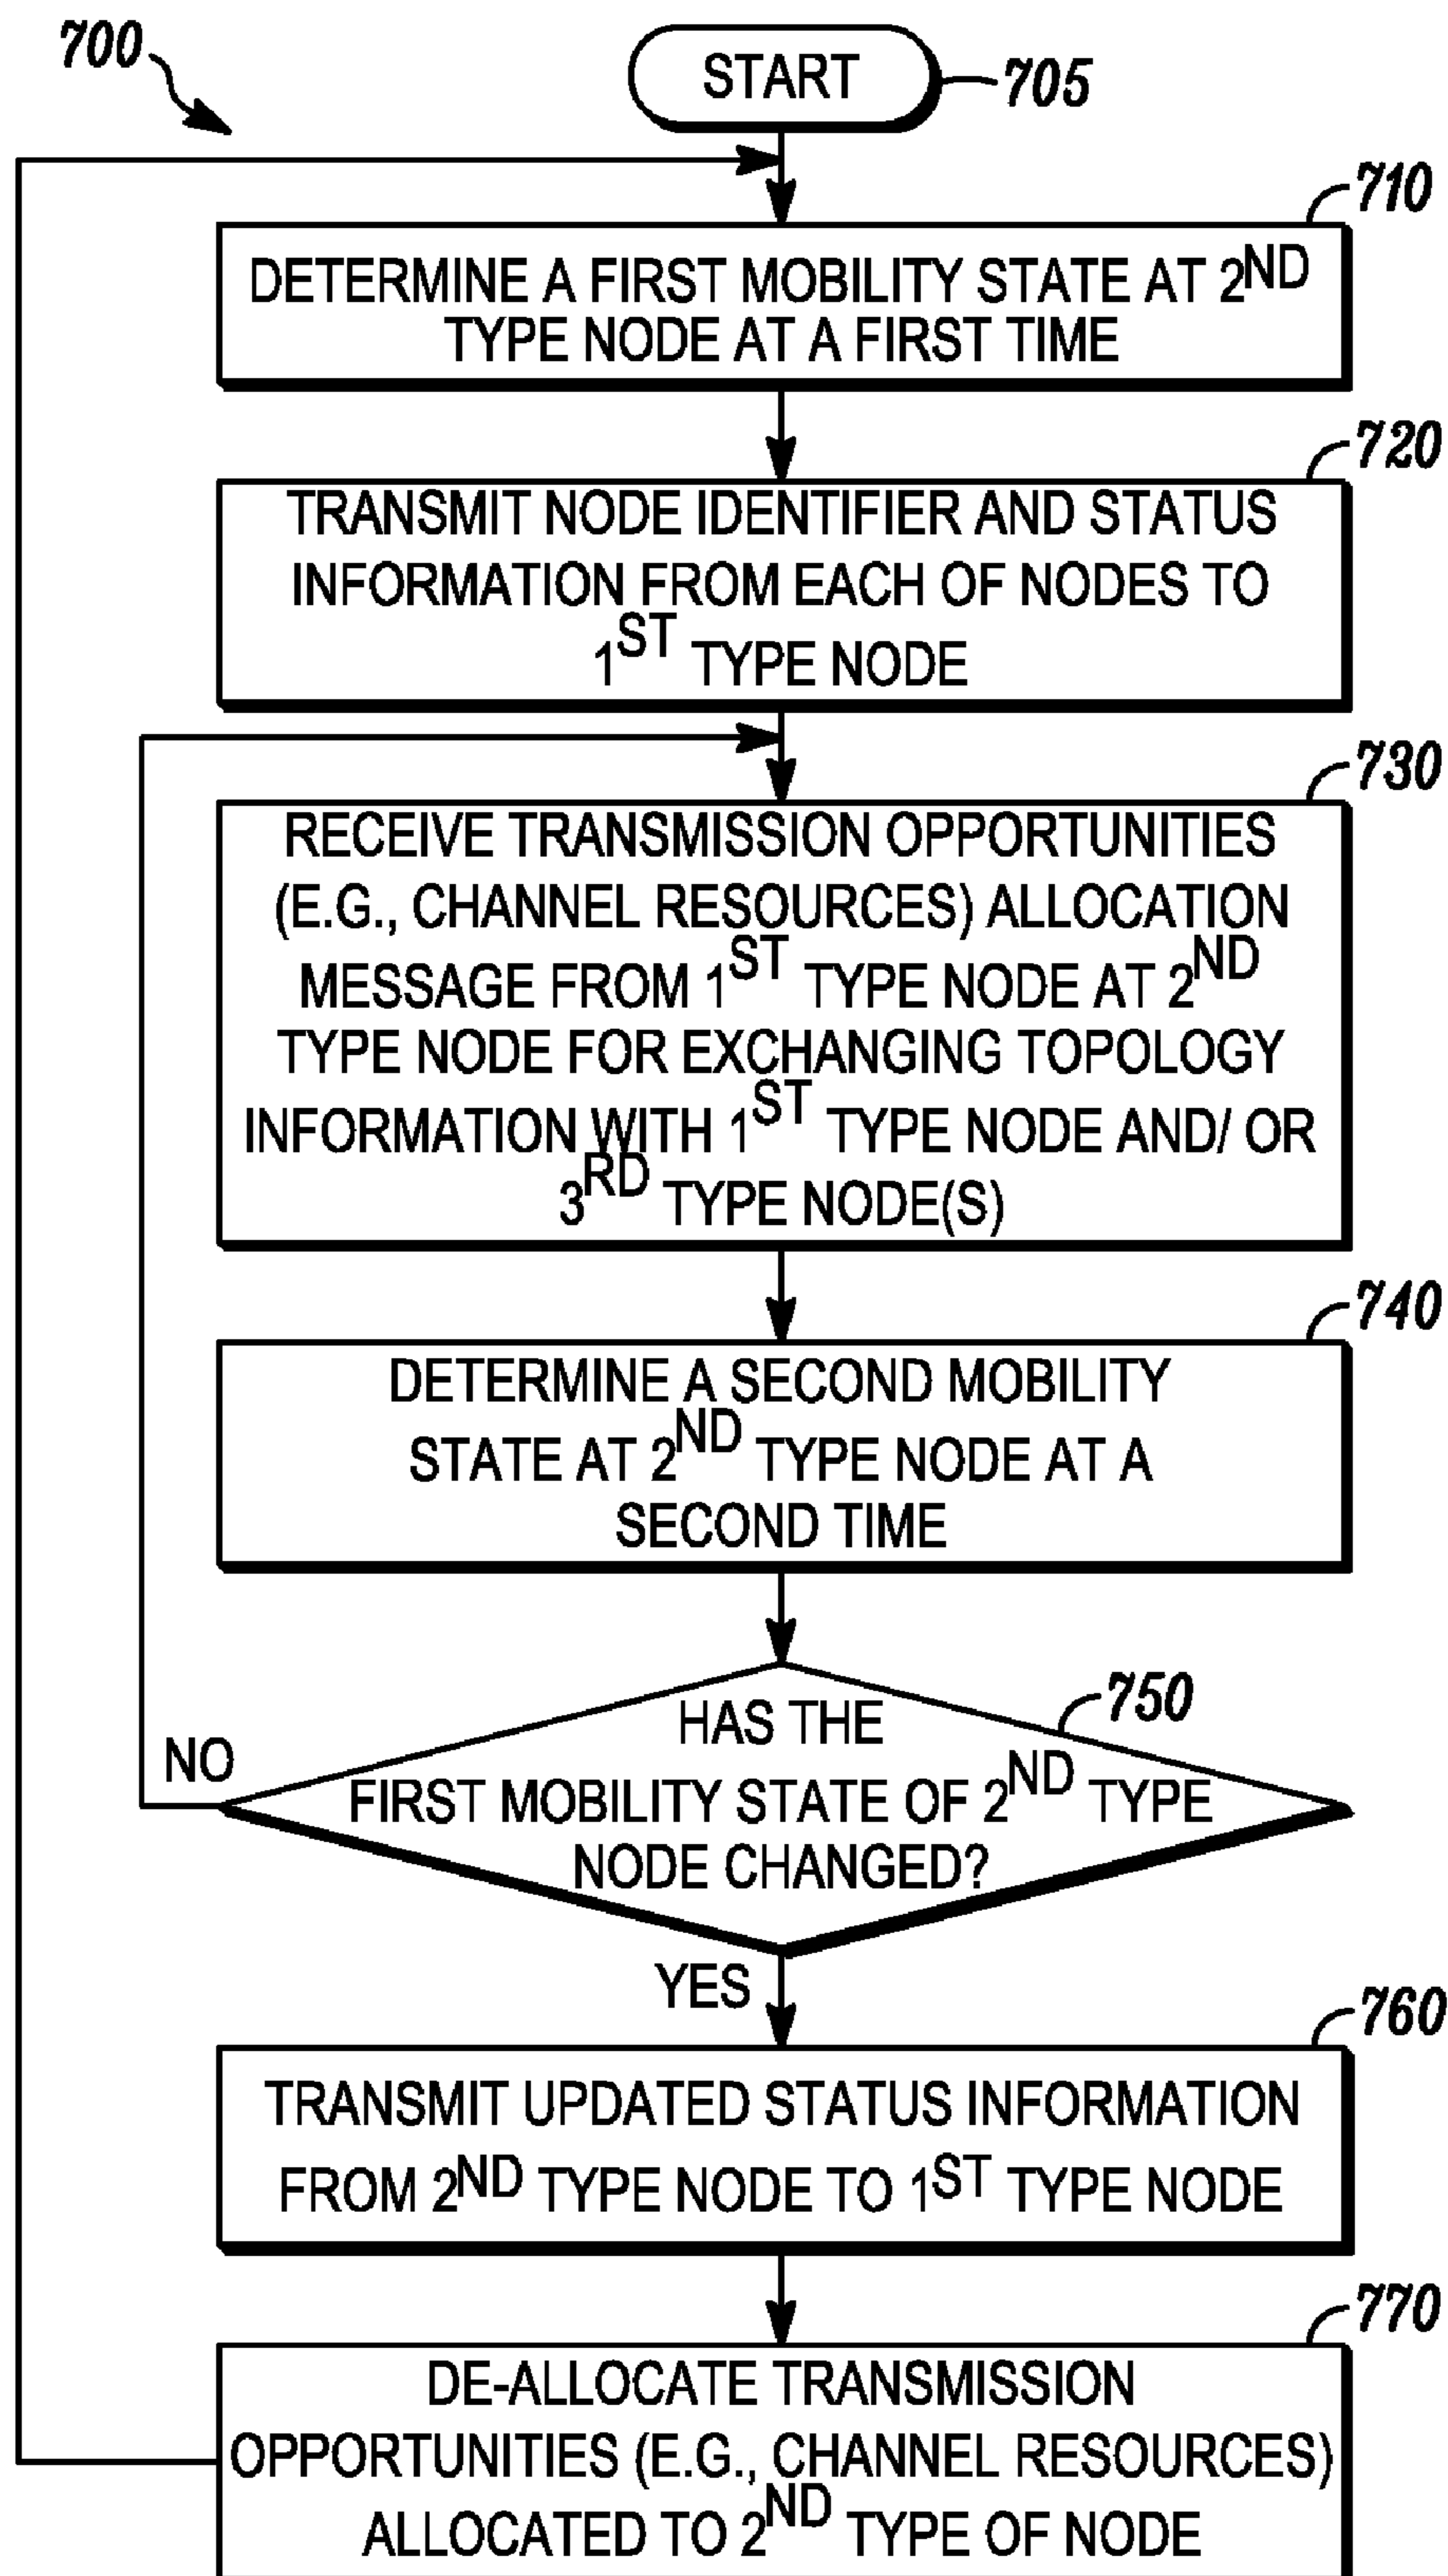 700
START
705
710
DETERMINE A FIRST MOBILITY STATE AT 2ND
TYPE NODE AT A FIRST TIME
720
TRANSMIT NODE IDENTIFIER AND STATUS
INFORMATION FROM EACH OF NODES TO
1ST TYPE NODE
730
RECEIVE TRANSMISSION OPPORTUNITIES
(E.G., CHANNEL RESOURCES) ALLOCATION
MESSAGE FROM 1ST TYPE NODE AT 2ND
TYPE NODE FOR EXCHANGING TOPOLOGY
INFORMATION WITH 1ST TYPE NODE AND/ OR
3RD TYPE NODE(S)
740
DETERMINE A SECOND MOBILITY
STATE AT 2ND TYPE NODE AT A
SECOND TIME
750
HAS THE
FIRST MOBILITY STATE OF 2ND TYPE
NODE CHANGED?
NO
YES
760
TRANSMIT UPDATED STATUS INFORMATION
FROM 2ND TYPE NODE TO 1ST TYPE NODE
770
DE-ALLOCATE TRANSMISSION
OPPORTUNITIES (E.G., CHANNEL RESOURCES)
ALLOCATED TO 2ND TYPE OF NODE